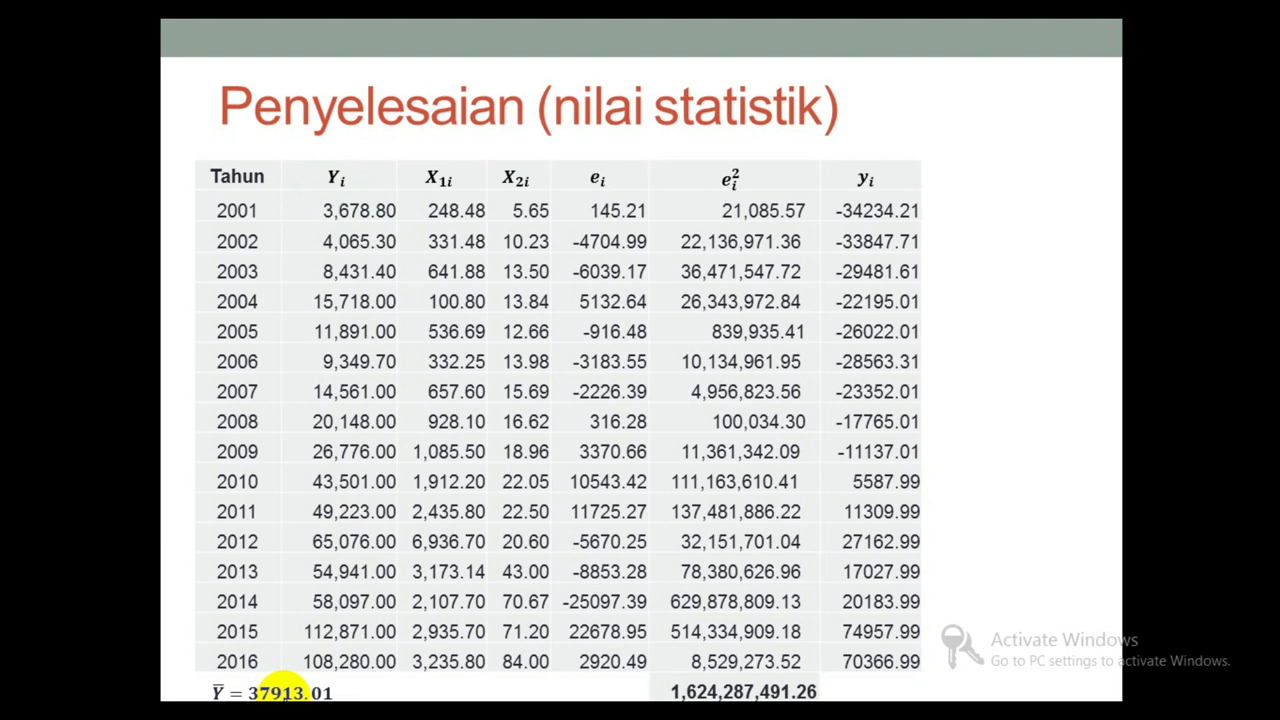 Penyelesaian (nilai statistik)
Tahun Yᵢ X₁ᵢ X₂ᵢ eᵢ eᵢ² yᵢ
2001 3,678.80 248.48 5.65 145.21 21,085.57 -34234.21
2002 4,065.30 331.48 10.23 -4704.99 22,136,971.36 -33847.71
2003 8,431.40 641.88 13.50 -6039.17 36,471,547.72 -29481.61
2004 15,718.00 100.80 13.84 5132.64 26,343,972.84 -22195.01
2005 11,891.00 536.69 12.66 -916.48 839,935.41 -26022.01
2006 9,349.70 332.25 13.98 -3183.55 10,134,961.95 -28563.31
2007 14,561.00 657.60 15.69 -2226.39 4,956,823.56 -23352.01
2008 20,148.00 928.10 16.62 316.28 100,034.30 -17765.01
2009 26,776.00 1,085.50 18.96 3370.66 11,361,342.09 -11137.01
2010 43,501.00 1,912.20 22.05 10543.42 111,163,610.41 5587.99
2011 49,223.00 2,435.80 22.50 11725.27 137,481,886.22 11309.99
2012 65,076.00 6,936.70 20.60 -5670.25 32,151,701.04 27162.99
2013 54,941.00 3,173.14 43.00 -8853.28 78,380,626.96 17027.99
2014 58,097.00 2,107.70 70.67 -25097.39 629,878,809.13 20183.99
2015 112,871.00 2,935.70 71.20 22678.95 514,334,909.18 74957.99
2016 108,280.00 3,235.80 84.00 2920.49 8,529,273.52 70366.99
Ȳ = 37913.01 1,624,287,491.26
Activate Windows
Go to PC settings to activate Windows.